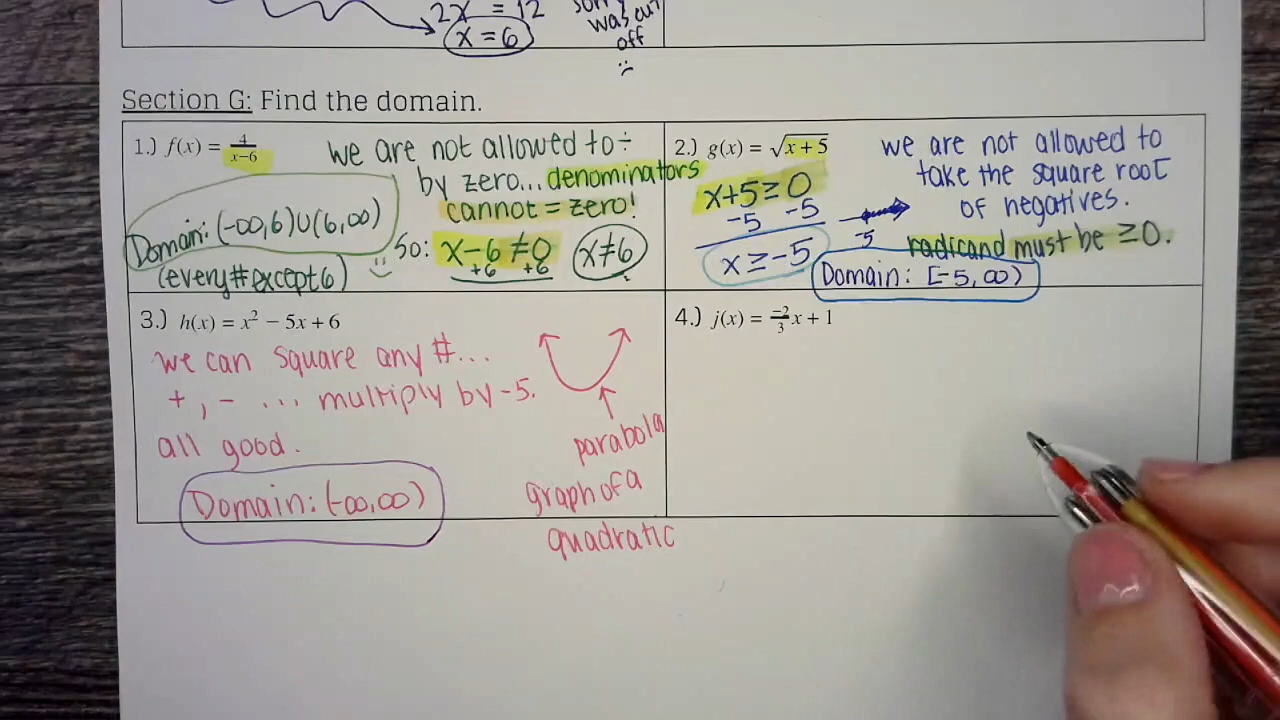 2x = 12
x = 6
sorry
was cut
off
Section G: Find the domain.
1.) f(x) = 4/(x-6)
we are not allowed to ÷
by zero... denominators
cannot = zero!
Domain: (-∞,6)∪(6,∞)
(every # except 6)
So: x-6 ≠ 0
+6 +6
x ≠ 6
2.) g(x) = √(x + 5)
we are not allowed to
take the square root
of negatives.
radicand must be ≥ 0.
x+5 ≥ 0
-5 -5
x ≥ -5
-5
Domain: [-5,∞)
3.) h(x) = x² − 5x + 6
we can square any #...
+, - ... multiply by -5.
all good.
Domain: (-∞,∞)
parabola
graph of a
quadratic
4.) j(x) = -2/3 x + 1